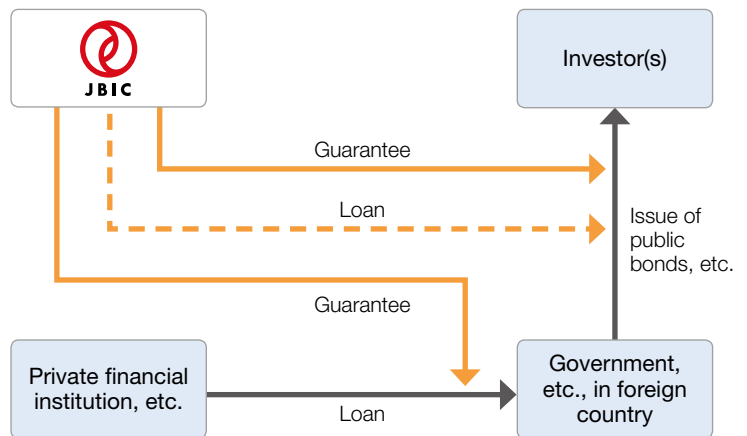 JBIC
Investor(s)
Guarantee
Loan
Issue of
public
bonds, etc.
Guarantee
Private financial
institution, etc.
Loan
Government,
etc., in foreign
country